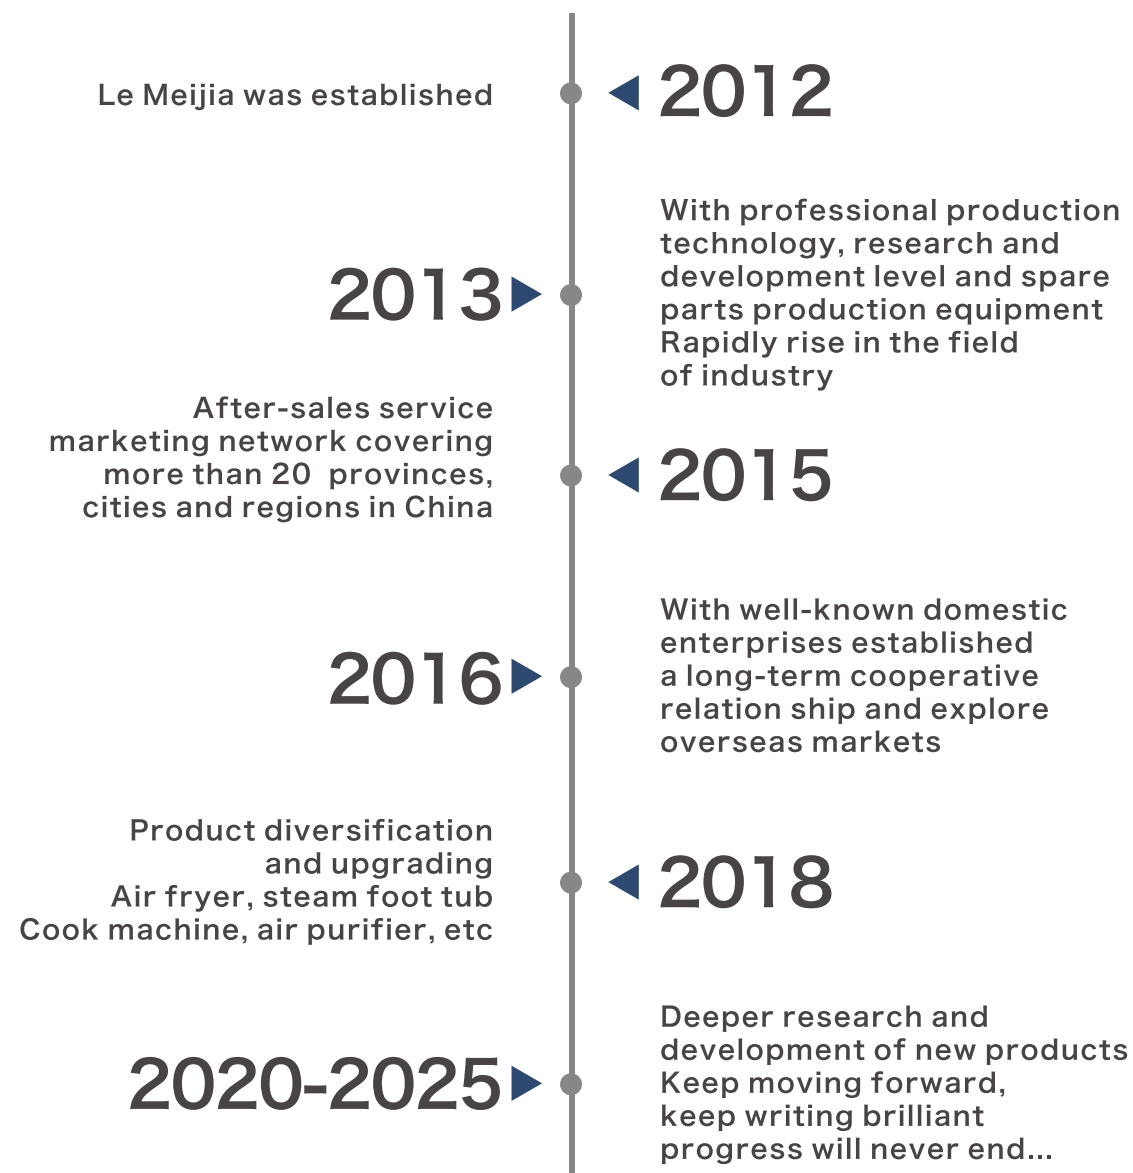 Le Meijia was established
2012
2013
With professional production
technology, research and
development level and spare
parts production equipment
Rapidly rise in the field
of industry
After-sales service
marketing network covering
more than 20  provinces,
cities and regions in China
2015
2016
With well-known domestic
enterprises established
a long-term cooperative
relation ship and explore
overseas markets
Product diversification
and upgrading
Air fryer, steam foot tub
Cook machine, air purifier, etc
2018
2020-2025
Deeper research and
development of new products
Keep moving forward,
keep writing brilliant
progress will never end...